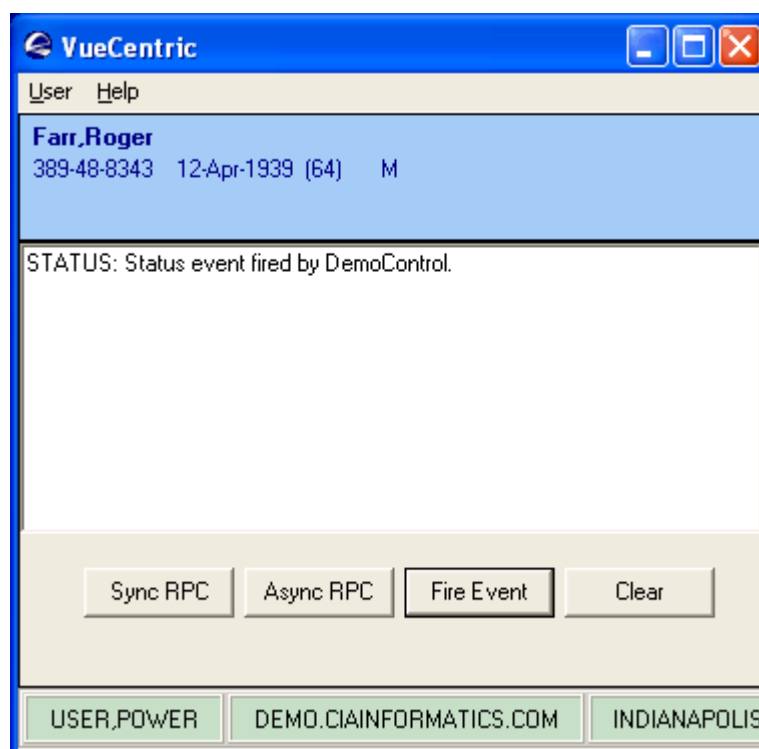 VueCentric
User Help
Farr,Roger
389-48-8343 12-Apr-1939 (64) M
STATUS: Status event fired by DemoControl.
Sync RPC Async RPC Fire Event Clear
USER,POWER DEMO.CIAINFORMATICS.COM INDIANAPOLIS